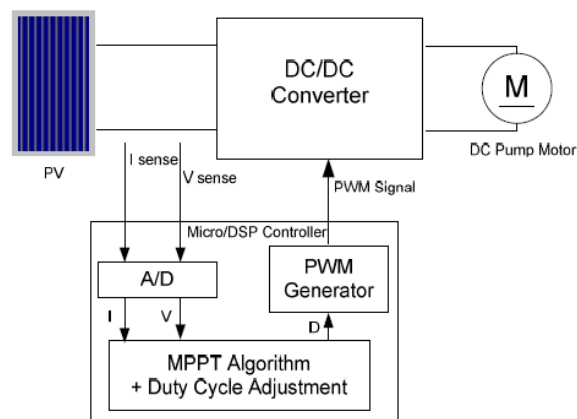 DC/DC
Converter
M
DC Pump Motor
PV
I sense
V sense
PWM Signal
Micro/DSP Controller
A/D
PWM
Generator
I
V
D
MPPT Algorithm
+ Duty Cycle Adjustment